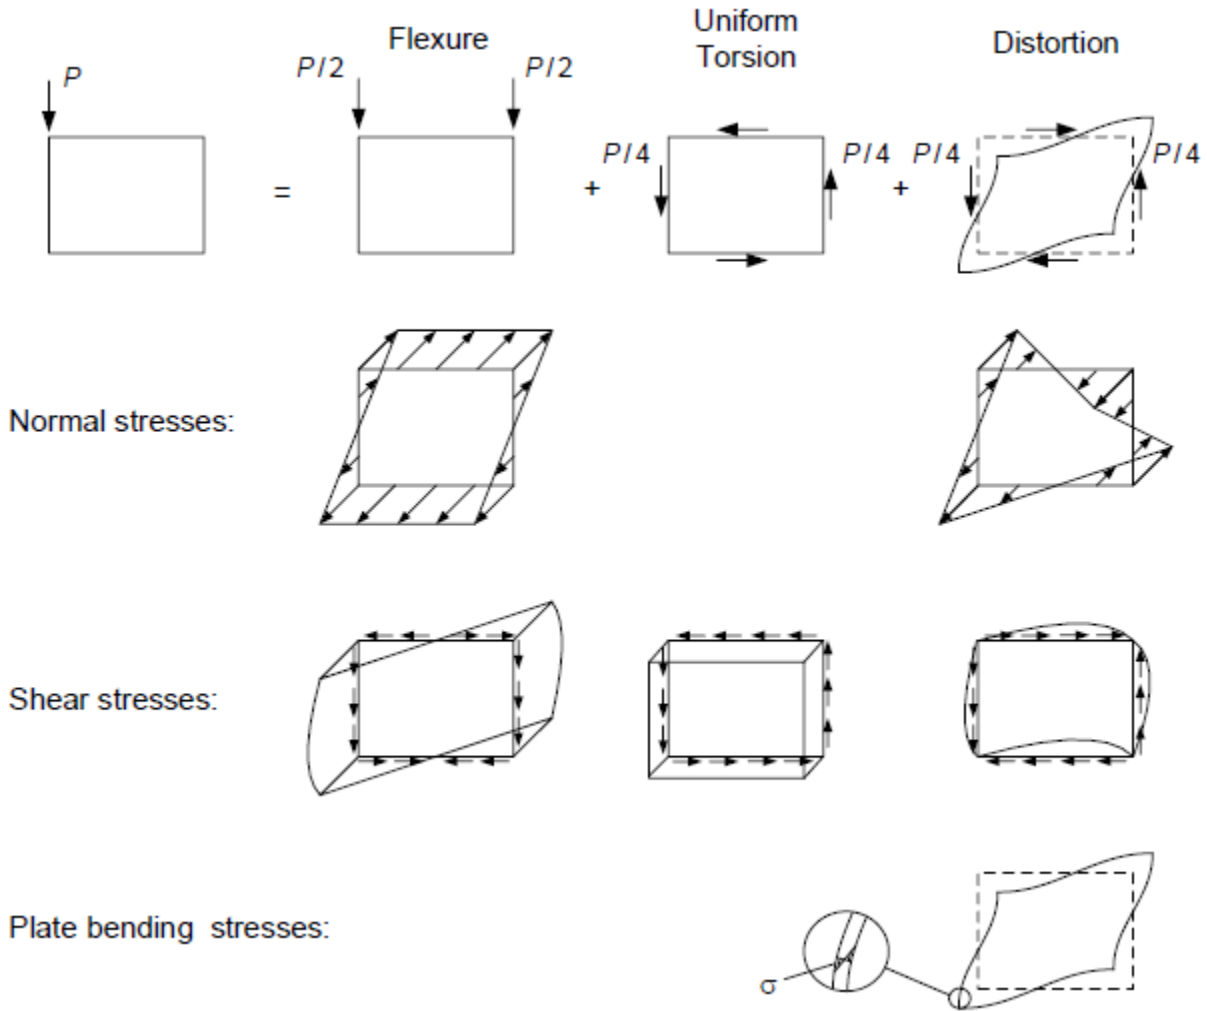 Flexure
Uniform
Torsion
Distortion
P
P/2
P/2
P/4
P/4
P/4
P/4
=
+
+
Normal stresses:
Shear stresses:
Plate bending stresses:
σ